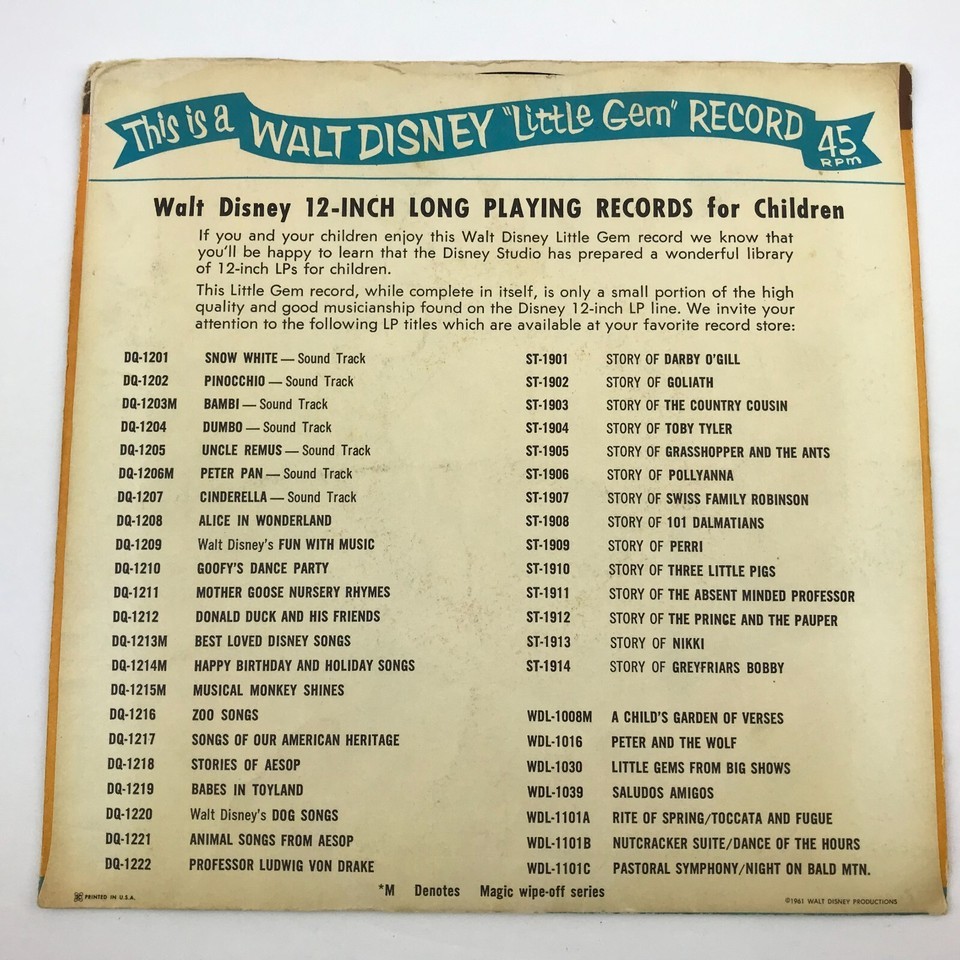 This is a WALT DISNEY "Little Gem" RECORD 45 RPM
Walt Disney 12-INCH LONG PLAYING RECORDS for Children
If you and your children enjoy this Walt Disney Little Gem record we know that
you'll be happy to learn that the Disney Studio has prepared a wonderful library
of 12-inch LPs for children.
This Little Gem record, while complete in itself, is only a small portion of the high
quality and good musicianship found on the Disney 12-inch LP line. We invite your
attention to the following LP titles which are available at your favorite record store:
DQ-1201 SNOW WHITE — Sound Track
DQ-1202 PINOCCHIO — Sound Track
DQ-1203M BAMBI — Sound Track
DQ-1204 DUMBO — Sound Track
DQ-1205 UNCLE REMUS — Sound Track
DQ-1206M PETER PAN — Sound Track
DQ-1207 CINDERELLA — Sound Track
DQ-1208 ALICE IN WONDERLAND
DQ-1209 Walt Disney's FUN WITH MUSIC
DQ-1210 GOOFY'S DANCE PARTY
DQ-1211 MOTHER GOOSE NURSERY RHYMES
DQ-1212 DONALD DUCK AND HIS FRIENDS
DQ-1213M BEST LOVED DISNEY SONGS
DQ-1214M HAPPY BIRTHDAY AND HOLIDAY SONGS
DQ-1215M MUSICAL MONKEY SHINES
DQ-1216 ZOO SONGS
DQ-1217 SONGS OF OUR AMERICAN HERITAGE
DQ-1218 STORIES OF AESOP
DQ-1219 BABES IN TOYLAND
DQ-1220 Walt Disney's DOG SONGS
DQ-1221 ANIMAL SONGS FROM AESOP
DQ-1222 PROFESSOR LUDWIG VON DRAKE
ST-1901 STORY OF DARBY O'GILL
ST-1902 STORY OF GOLIATH
ST-1903 STORY OF THE COUNTRY COUSIN
ST-1904 STORY OF TOBY TYLER
ST-1905 STORY OF GRASSHOPPER AND THE ANTS
ST-1906 STORY OF POLLYANNA
ST-1907 STORY OF SWISS FAMILY ROBINSON
ST-1908 STORY OF 101 DALMATIANS
ST-1909 STORY OF PERRI
ST-1910 STORY OF THREE LITTLE PIGS
ST-1911 STORY OF THE ABSENT MINDED PROFESSOR
ST-1912 STORY OF THE PRINCE AND THE PAUPER
ST-1913 STORY OF NIKKI
ST-1914 STORY OF GREYFRIARS BOBBY
WDL-1008M A CHILD'S GARDEN OF VERSES
WDL-1016 PETER AND THE WOLF
WDL-1030 LITTLE GEMS FROM BIG SHOWS
WDL-1039 SALUDOS AMIGOS
WDL-1101A RITE OF SPRING/TOCCATA AND FUGUE
WDL-1101B NUTCRACKER SUITE/DANCE OF THE HOURS
WDL-1101C PASTORAL SYMPHONY/NIGHT ON BALD MTN.
*M Denotes Magic wipe-off series
PRINTED IN U.S.A.
©1961 WALT DISNEY PRODUCTIONS